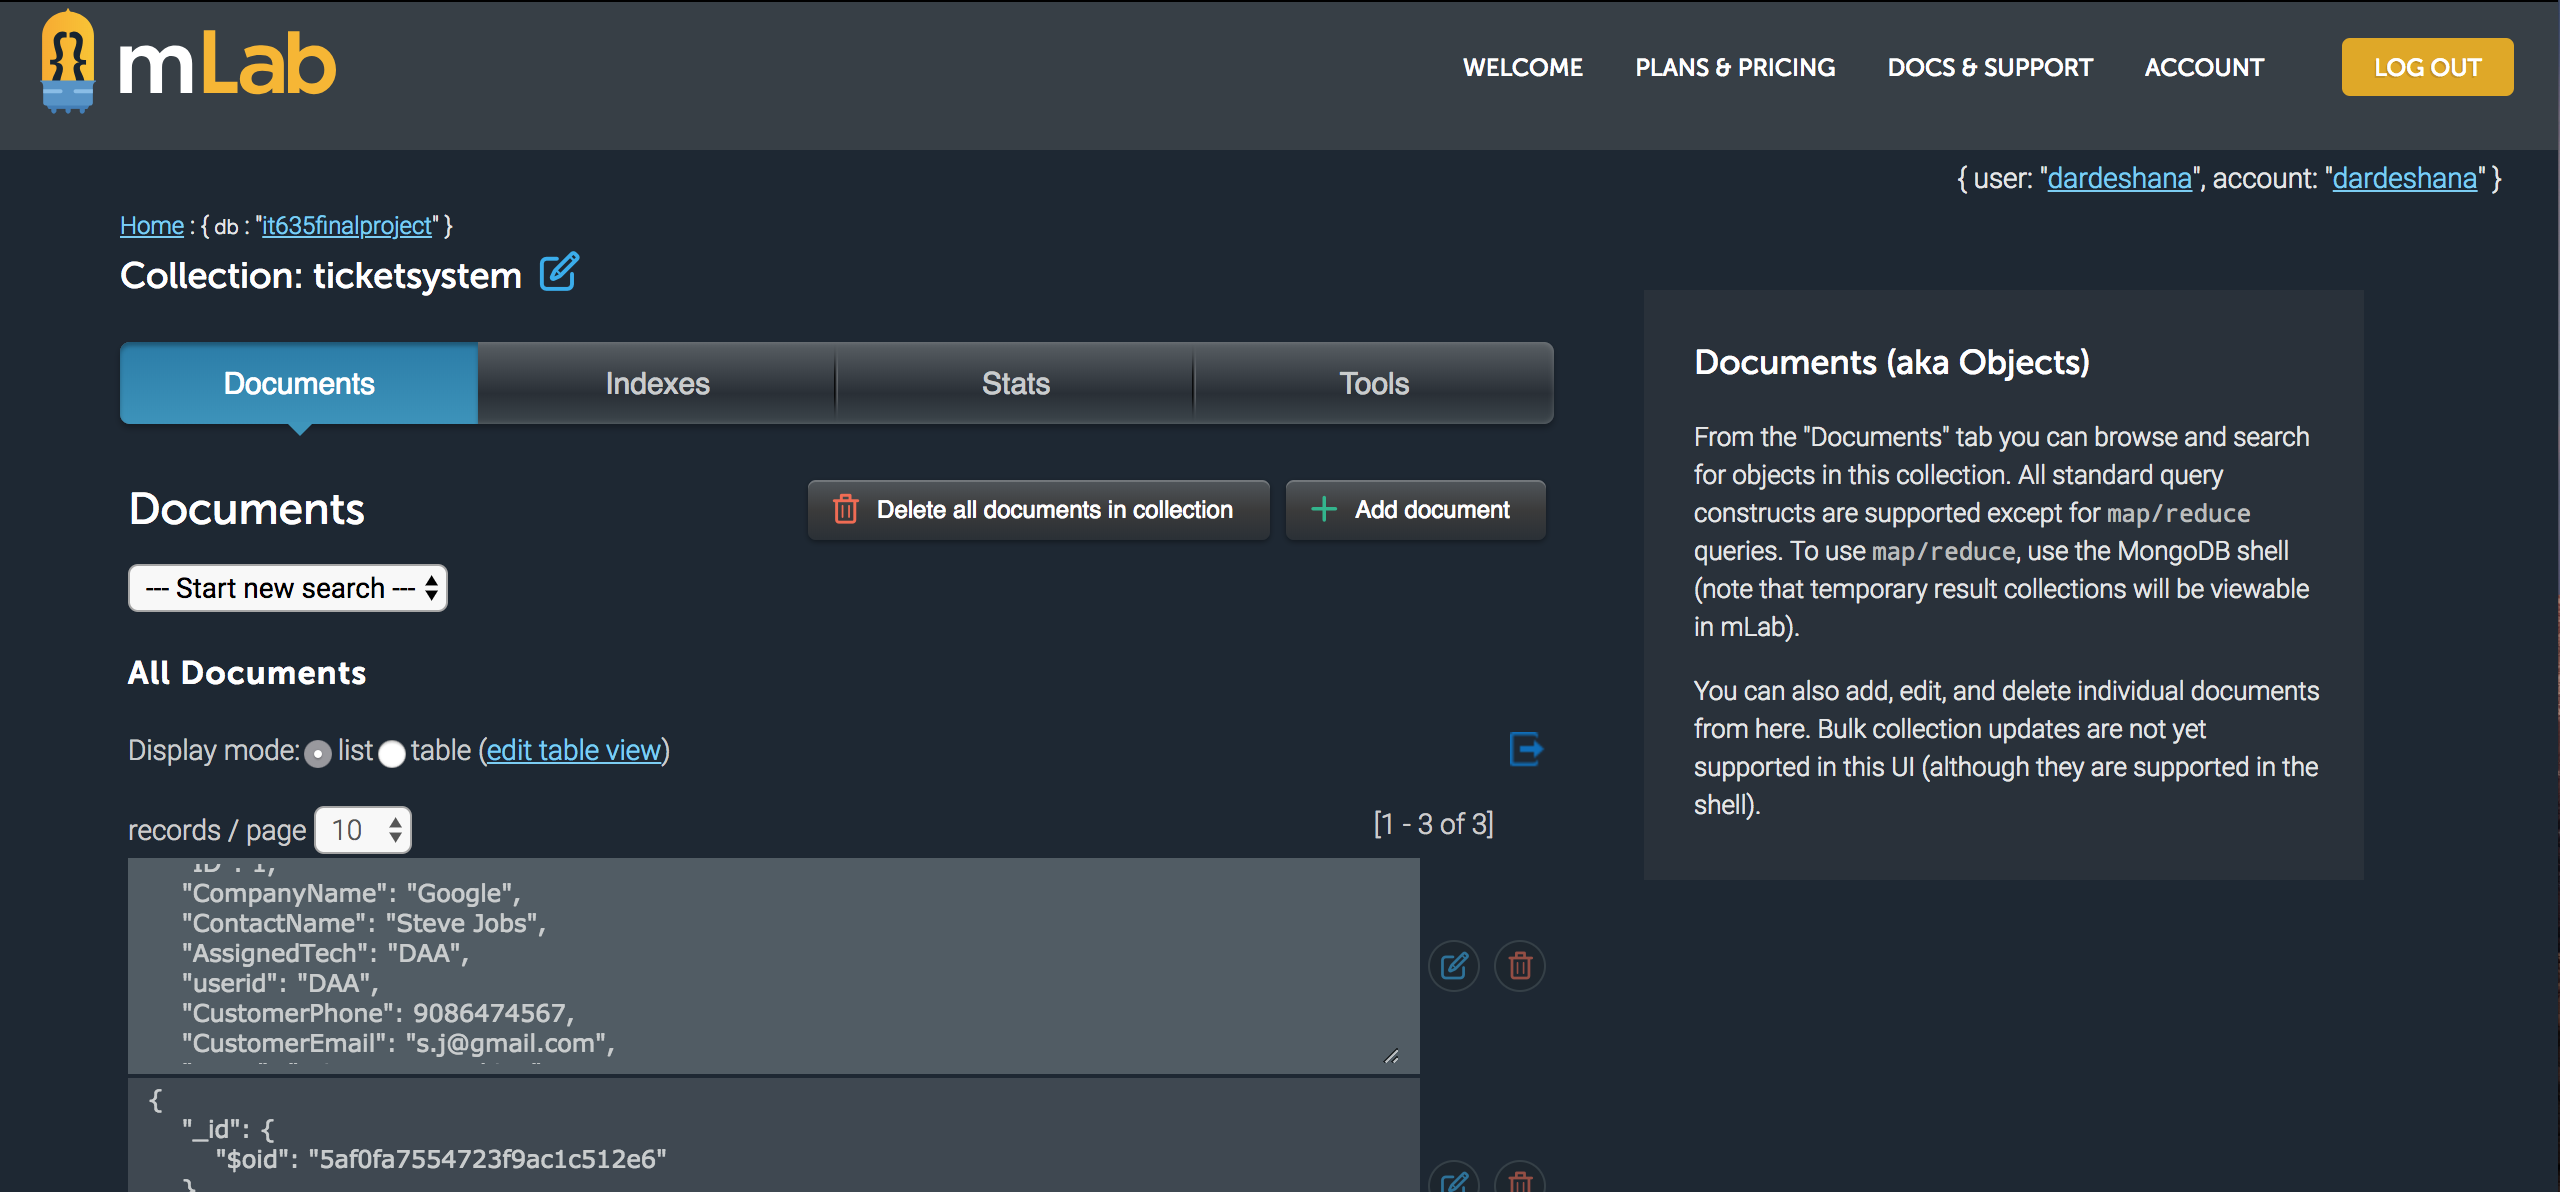 mLab
WELCOME PLANS & PRICING DOCS & SUPPORT ACCOUNT LOG OUT
{ user: "dardeshana", account: "dardeshana" }
Home : { db : "it635finalproject" }
Collection: ticketsystem
Documents Indexes Stats Tools
Documents
Delete all documents in collection
Add document
--- Start new search ---
All Documents
Display mode: list table (edit table view)
records / page 10
[1 - 3 of 3]
"ID": 1,
"CompanyName": "Google",
"ContactName": "Steve Jobs",
"AssignedTech": "DAA",
"userid": "DAA",
"CustomerPhone": 9086474567,
"CustomerEmail": "s.j@gmail.com",
{
"_id": {
"$oid": "5af0fa7554723f9ac1c512e6"
}
Documents (aka Objects)
From the "Documents" tab you can browse and search
for objects in this collection. All standard query
constructs are supported except for map/reduce
queries. To use map/reduce, use the MongoDB shell
(note that temporary result collections will be viewable
in mLab).
You can also add, edit, and delete individual documents
from here. Bulk collection updates are not yet
supported in this UI (although they are supported in the
shell).